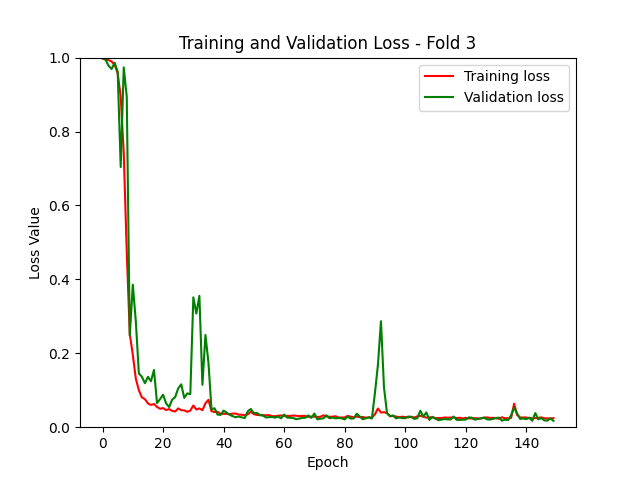 Training and Validation Loss - Fold 3
1.0
0.8
0.6
0.4
0.2
0.0
Loss Value
Training loss
Validation loss
0 20 40 60 80 100 120 140
Epoch